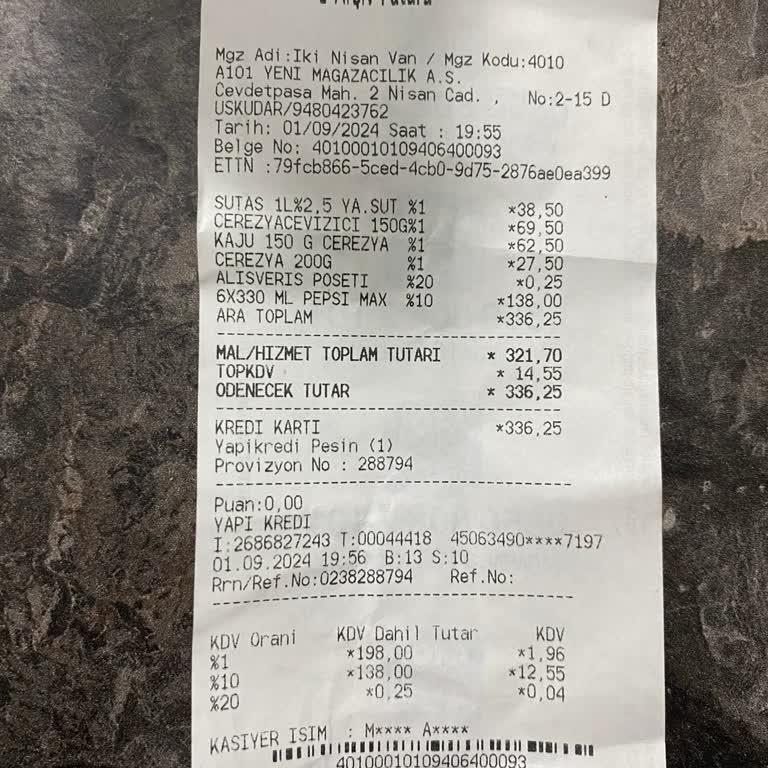 Mgz Adi:Iki Nisan Van / Mgz Kodu:4010
A101 YENI MAGAZACILIK A.S.
Cevdetpasa Mah. 2 Nisan Cad. , No:2-15 D
USKUDAR/9480423762
Tarih: 01/09/2024 Saat : 19:55
Belge No: 4010001010940640​0093
ETTN :79fcb866-5ced-4cb0-9d75-2876ae0ea399
SUTAS 1L%2,5 YA.SUT %1 *38,50
CEREZYACEVIZICI 150G%1 *69,50
KAJU 150 G CEREZYA %1 *62,50
CEREZYA 200G %1 *27,50
ALISVERIS POSETI %20 *0,25
6X330 ML PEPSI MAX %10 *138,00
ARA TOPLAM *336,25
MAL/HIZMET TOPLAM TUTARI * 321,70
TOPKDV * 14,55
ODENECEK TUTAR * 336,25
KREDI KARTI *336,25
Yapikredi Pesin (1)
Provizyon No : 288794
Puan:0,00
YAPI KREDI
I:2686827243 T:00044418 45063490****7197
01.09.2024 19:56 B:13 S:10
Rrn/Ref.No:0238288794 Ref.No:
KDV Orani KDV Dahil Tutar KDV
%1 *198,00 *1,96
%10 *138,00 *12,55
%20 *0,25 *0,04
KASIYER ISIM : M**** A****
40100010109406400093